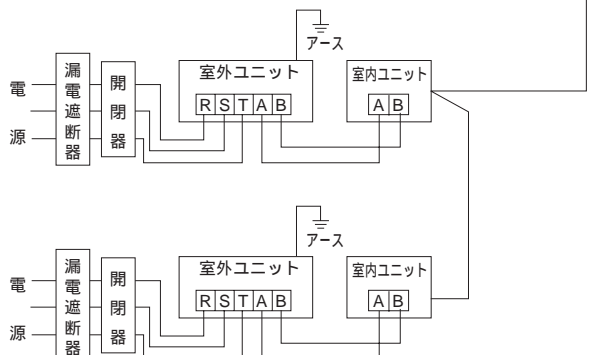 アース
室外ユニット
室内ユニット
電源
漏電遮断器
開閉器
R S T A B
A B
アース
室外ユニット
室内ユニット
電源
漏電遮断器
開閉器
R S T A B
A B